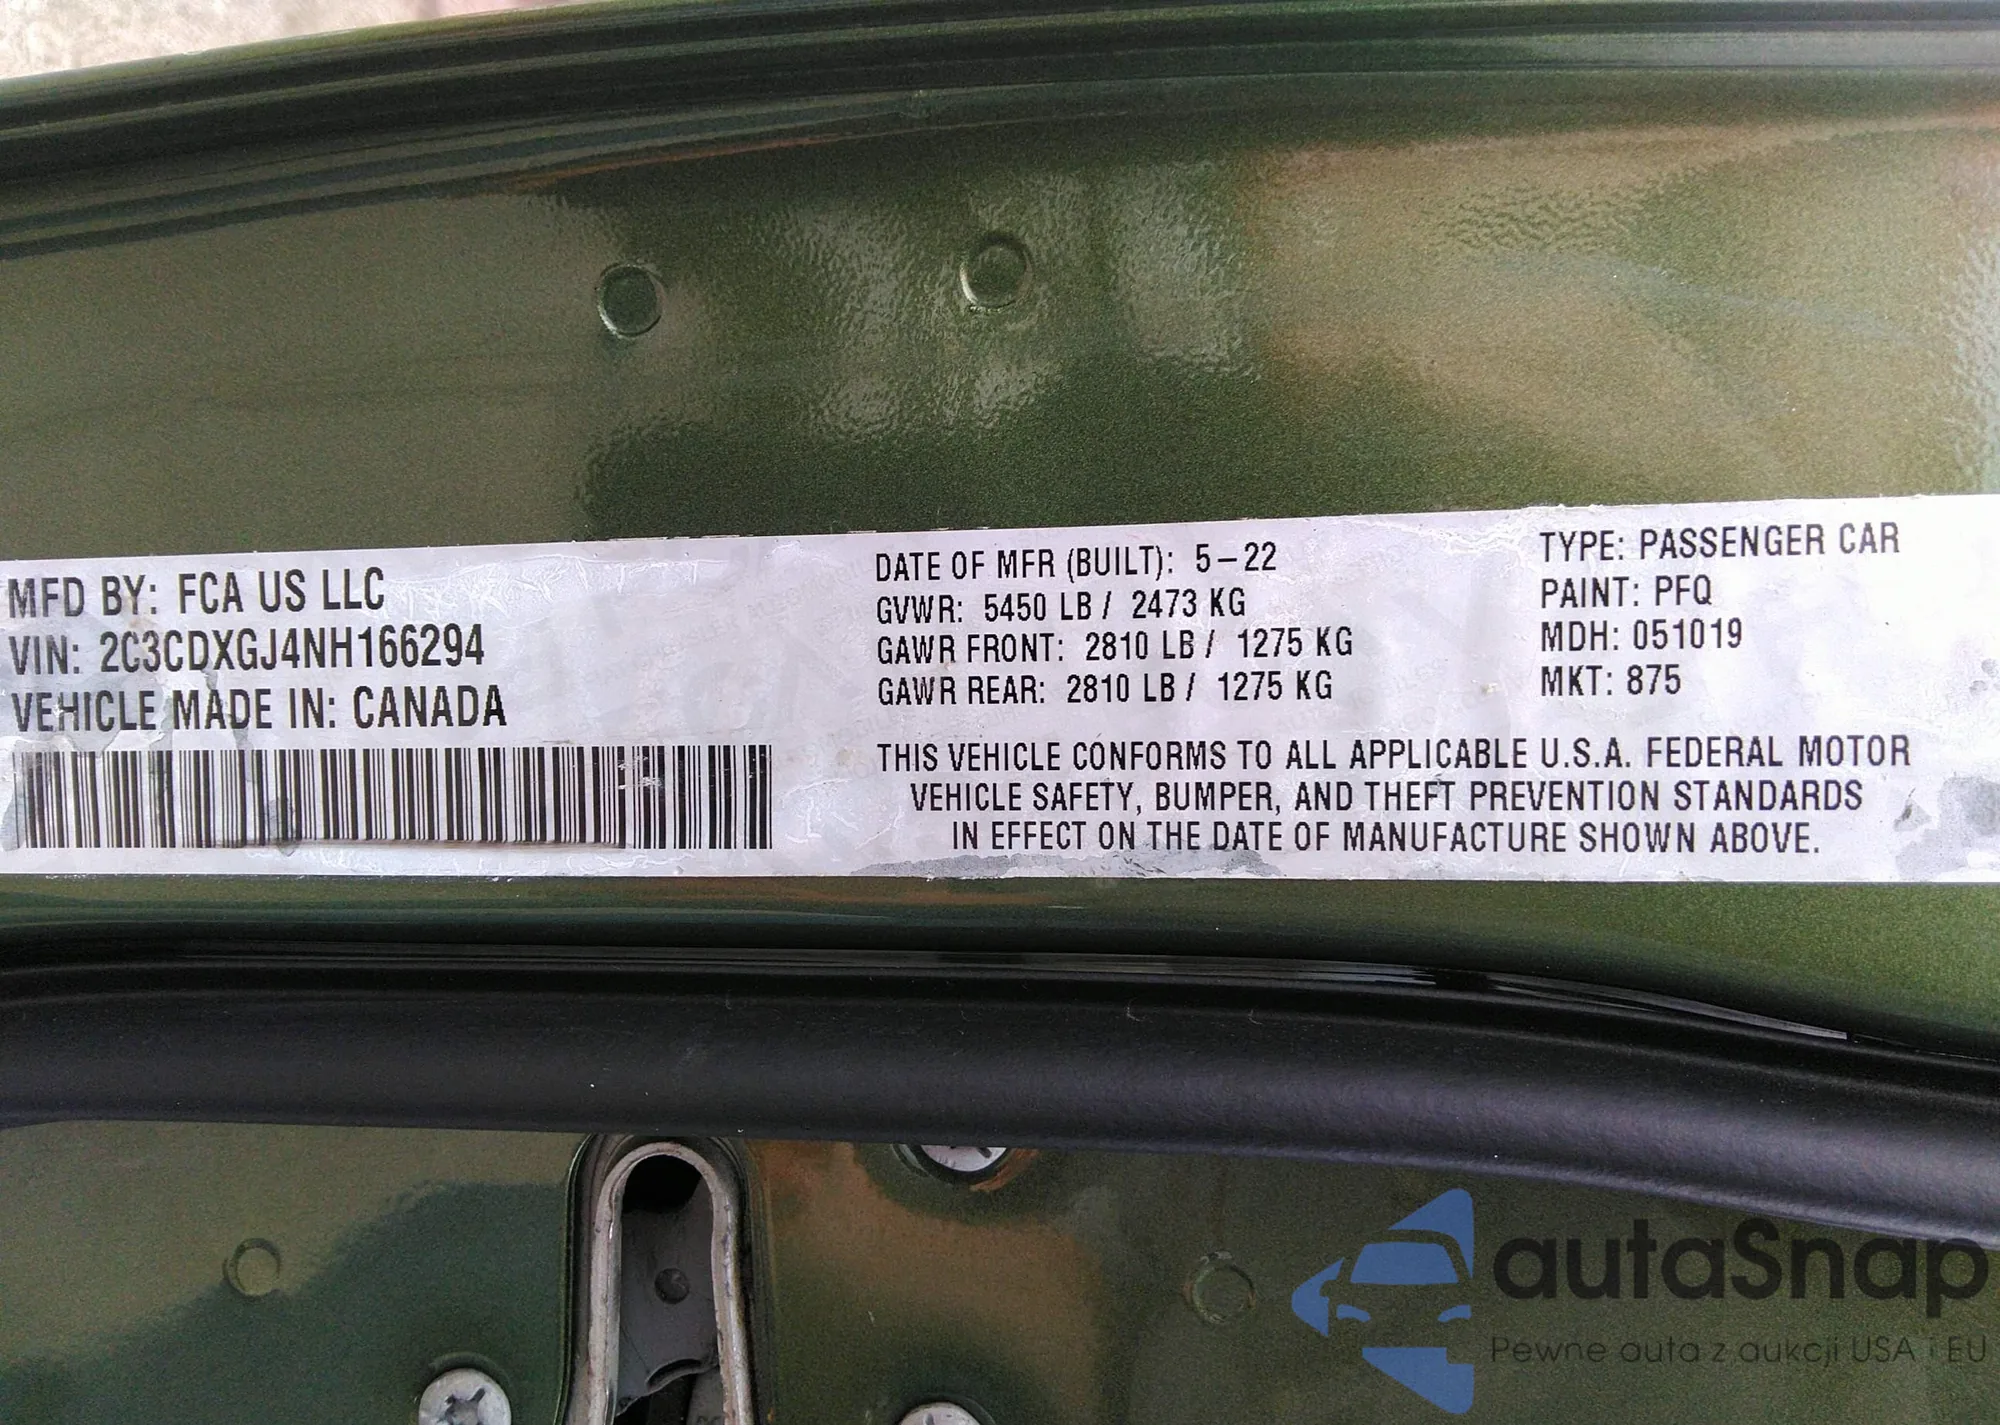 MFD BY: FCA US LLC
VIN: 2C3CDXGJ4NH166294
VEHICLE MADE IN: CANADA
DATE OF MFR (BUILT): 5-22
GVWR: 5450 LB / 2473 KG
GAWR FRONT: 2810 LB / 1275 KG
GAWR REAR: 2810 LB / 1275 KG
TYPE: PASSENGER CAR
PAINT: PFQ
MDH: 051019
MKT: 875
THIS VEHICLE CONFORMS TO ALL APPLICABLE U.S.A. FEDERAL MOTOR
VEHICLE SAFETY, BUMPER, AND THEFT PREVENTION STANDARDS
IN EFFECT ON THE DATE OF MANUFACTURE SHOWN ABOVE.
autaSnap
Pewne auta z aukcji USA i EU